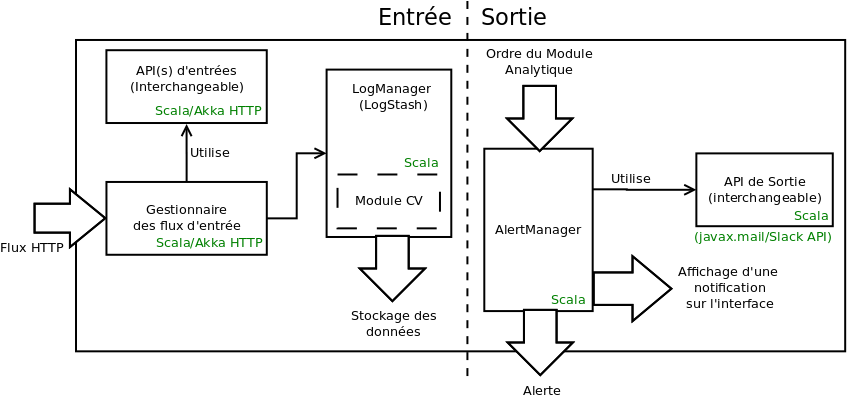 Entrée
Sortie
API(s) d'entrées
(Interchangeable)
Scala/Akka HTTP
Utilise
Flux HTTP
Gestionnaire
des flux d'entrée
Scala/Akka HTTP
LogManager
(LogStash)
Scala
Module CV
Stockage des
données
Ordre du Module
Analytique
AlertManager
Scala
Utilise
API de Sortie
(interchangeable)
Scala
(javax.mail/Slack API)
Affichage d'une
notification
sur l'interface
Alerte